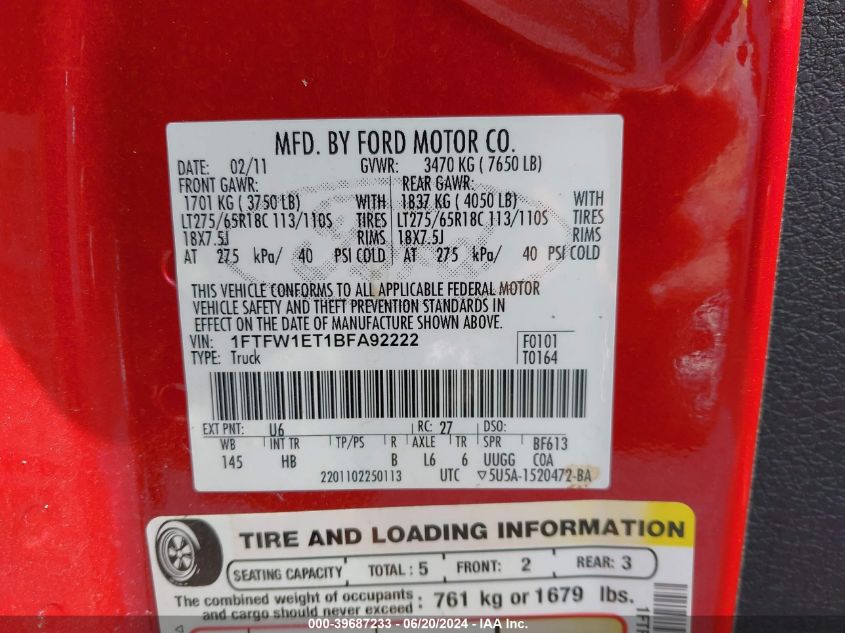 MFD. BY FORD MOTOR CO.
DATE: 02/11 GVWR: 3470 KG ( 7650 LB)
FRONT GAWR: REAR GAWR:
1701 KG ( 3750 LB) WITH 1837 KG ( 4050 LB) WITH
LT275/65R18C 113/110S TIRES LT275/65R18C 113/110S TIRES
18X7.5J RIMS 18X7.5J RIMS
AT 275 kPa/ 40 PSI COLD AT 275 kPa/ 40 PSI COLD
THIS VEHICLE CONFORMS TO ALL APPLICABLE FEDERAL MOTOR
VEHICLE SAFETY AND THEFT PREVENTION STANDARDS IN
EFFECT ON THE DATE OF MANUFACTURE SHOWN ABOVE.
VIN: 1FTFW1ET1BFA92222 F0101
TYPE: Truck T0164
EXT PNT: U6 RC: 27 DSO:
WB INT TR TP/PS R AXLE TR SPR BF613
145 HB B L6 6 UUGG COA
2201102250113 UTC ▽5U5A-1520472-BA
TIRE AND LOADING INFORMATION
SEATING CAPACITY TOTAL : 5 FRONT: 2 REAR: 3
The combined weight of occupants
and cargo should never exceed : 761 kg or 1679 lbs.
1FTF
000-39687233 - 06/20/2024 - IAA Inc.